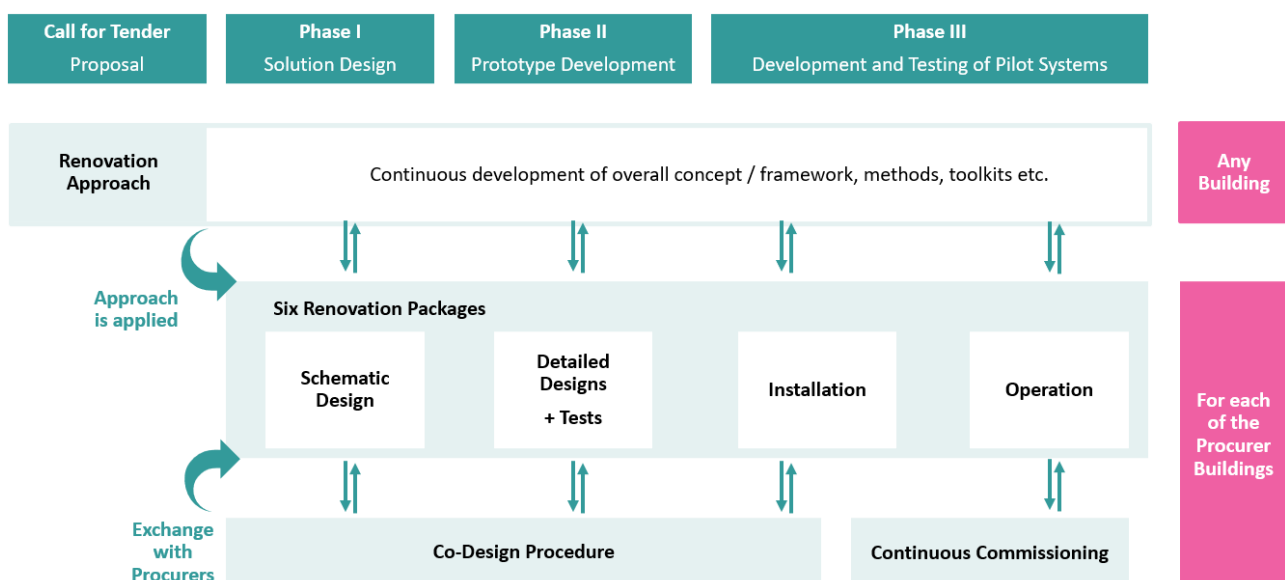 Call for Tender
Proposal
Phase I
Solution Design
Phase II
Prototype Development
Phase III
Development and Testing of Pilot Systems
Renovation
Approach
Continuous development of overall concept / framework, methods, toolkits etc.
Any
Building
Approach
is applied
Six Renovation Packages
Schematic
Design
Detailed
Designs
+ Tests
Installation
Operation
For each
of the
Procurer
Buildings
Exchange
with
Procurers
Co-Design Procedure
Continuous Commissioning